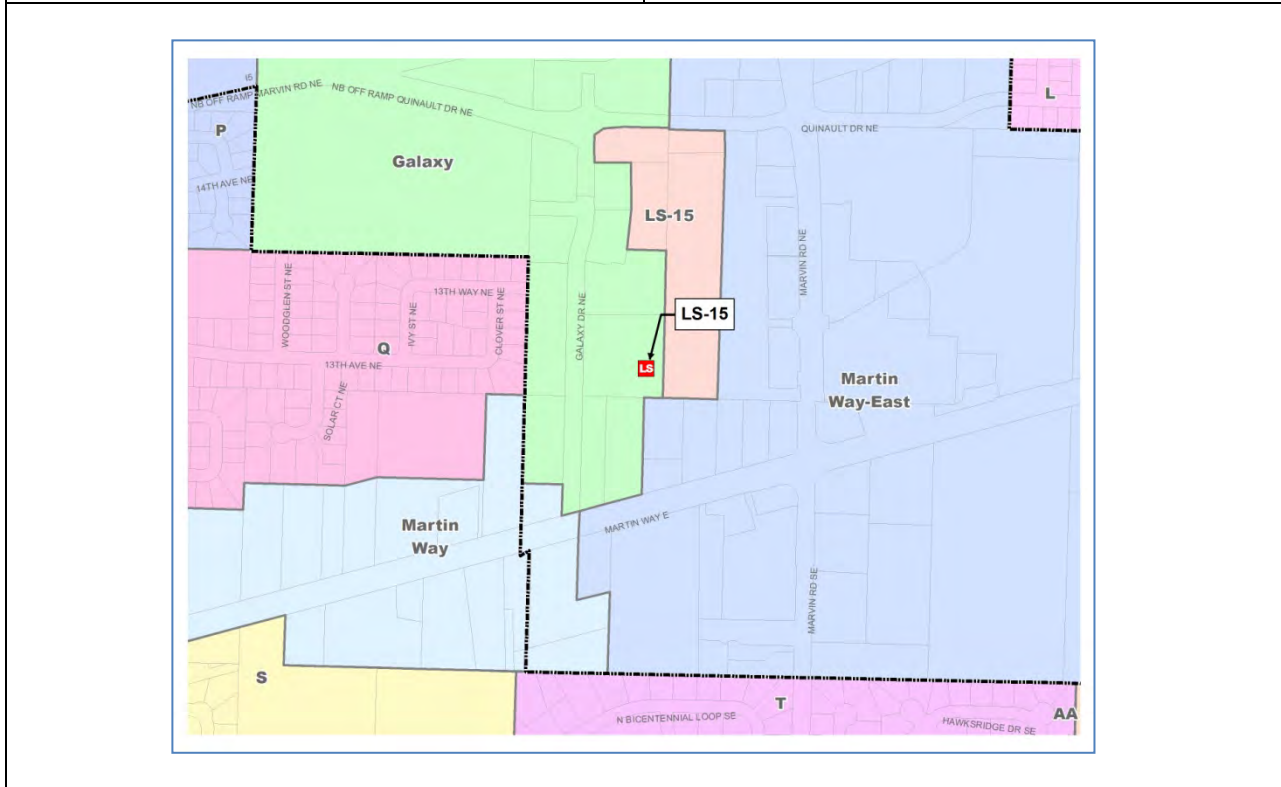 I5
NB OFF RAMP MARVIN RD NE
NB OFF RAMP QUINAULT DR NE
L
P
QUINAULT DR NE
Galaxy
14TH AVE NE
LS-15
MARVIN RD NE
WOODGLEN ST NE
13TH WAY NE
IVY ST NE
CLOVER ST NE
GALAXY DR NE
LS-15
Q
13TH AVE NE
LS
Martin
Way-East
SOLAR CT NE
Martin
Way
MARTIN WAY E
MARVIN RD SE
S
T
N BICENTENNIAL LOOP SE
HAWKSRIDGE DR SE
AA